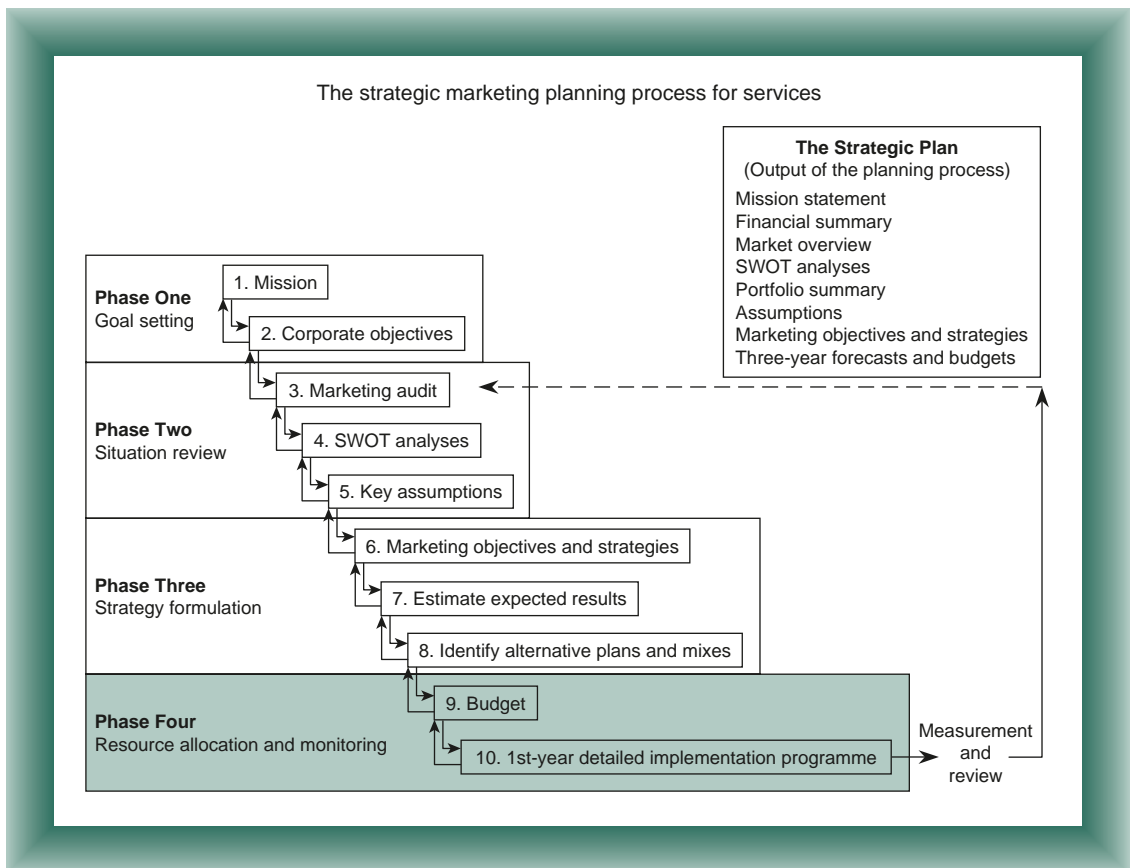 The strategic marketing planning process for services
The Strategic Plan
(Output of the planning process)
Mission statement
Financial summary
Market overview
SWOT analyses
Portfolio summary
Assumptions
Marketing objectives and strategies
Three-year forecasts and budgets
Phase One
Goal setting
1. Mission
2. Corporate objectives
Phase Two
Situation review
3. Marketing audit
4. SWOT analyses
5. Key assumptions
Phase Three
Strategy formulation
6. Marketing objectives and strategies
7. Estimate expected results
8. Identify alternative plans and mixes
Phase Four
Resource allocation and monitoring
9. Budget
10. 1st-year detailed implementation programme
Measurement
and
review